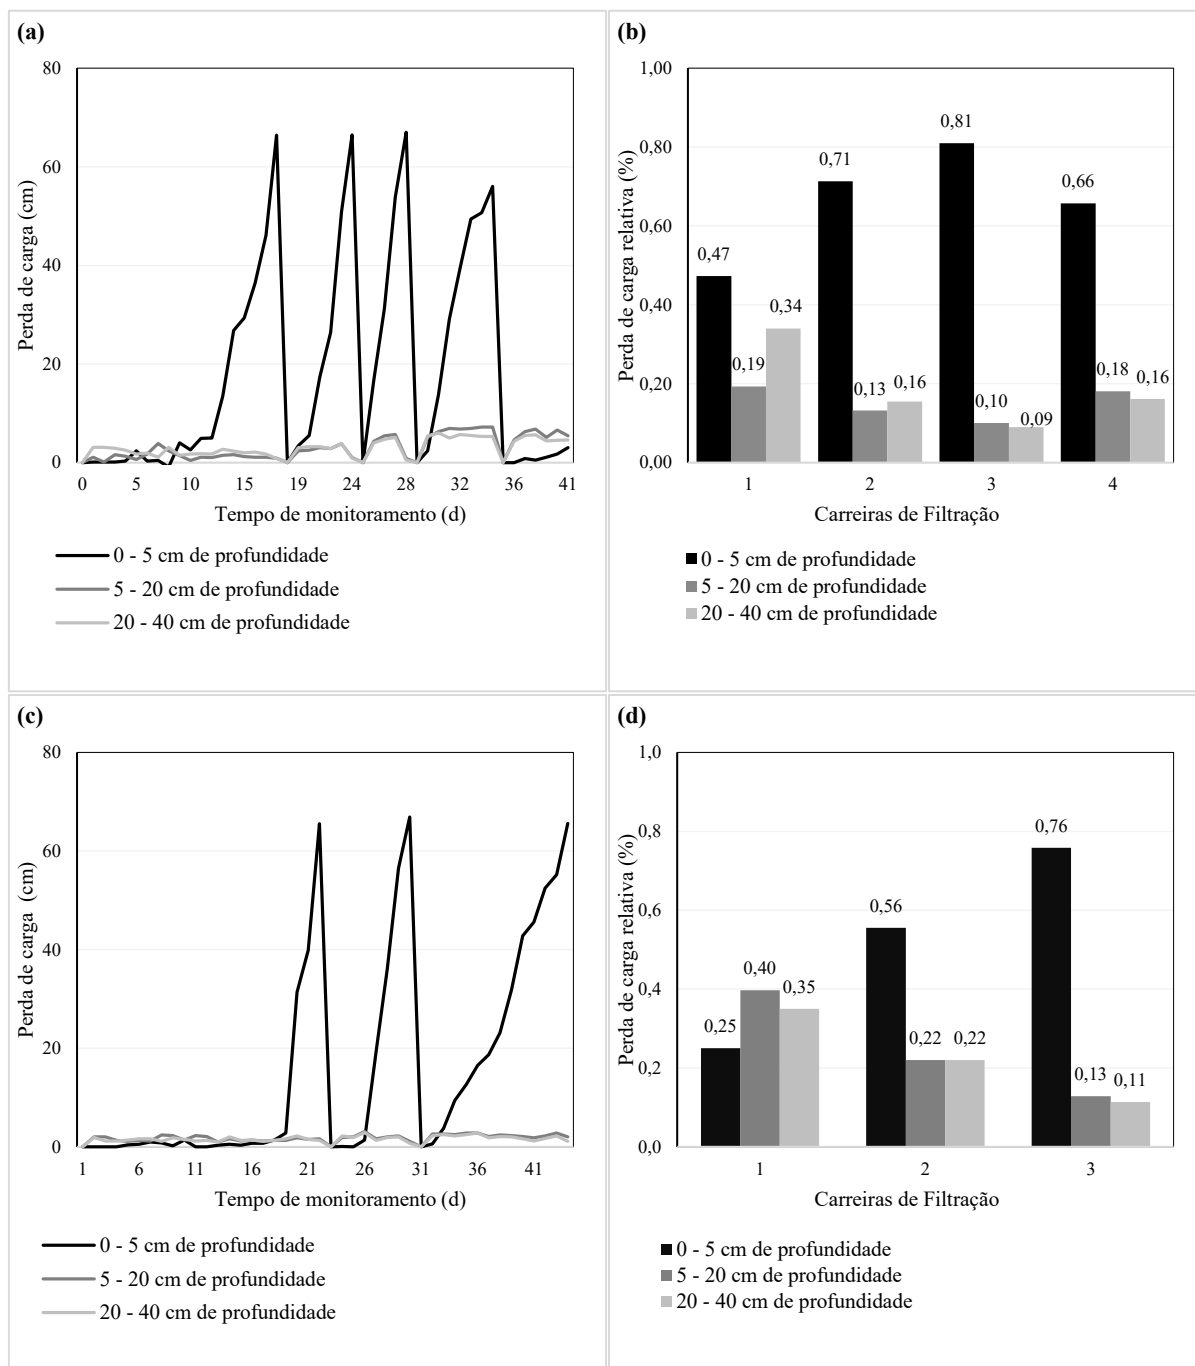 (a)
80
60
40
20
0
Perda de carga (cm)
0 5 15 19 24 28 32 36 41
Tempo de monitoramento (d)
0 - 5 cm de profundidade
5 - 20 cm de profundidade
20 - 40 cm de profundidade
(b)
1,00
0,80
0,60
0,40
0,20
0,00
Perda de carga relativa (%)
0,47
0,19
0,34
0,71
0,13
0,16
0,81
0,10
0,09
0,66
0,18
0,16
1 2 3 4
Carreiras de Filtração
0 - 5 cm de profundidade
5 - 20 cm de profundidade
20 - 40 cm de profundidade
(c)
80
60
40
20
0
Perda de carga (cm)
1 6 11 16 21 26 31 36 41
Tempo de monitoramento (d)
0 - 5 cm de profundidade
5 - 20 cm de profundidade
20 - 40 cm de profundidade
(d)
1,0
0,8
0,6
0,4
0,2
0,0
Perda de carga relativa (%)
0,25
0,40
0,35
0,56
0,22
0,22
0,76
0,13
0,11
1 2 3
Carreiras de Filtração
0 - 5 cm de profundidade
5 - 20 cm de profundidade
20 - 40 cm de profundidade